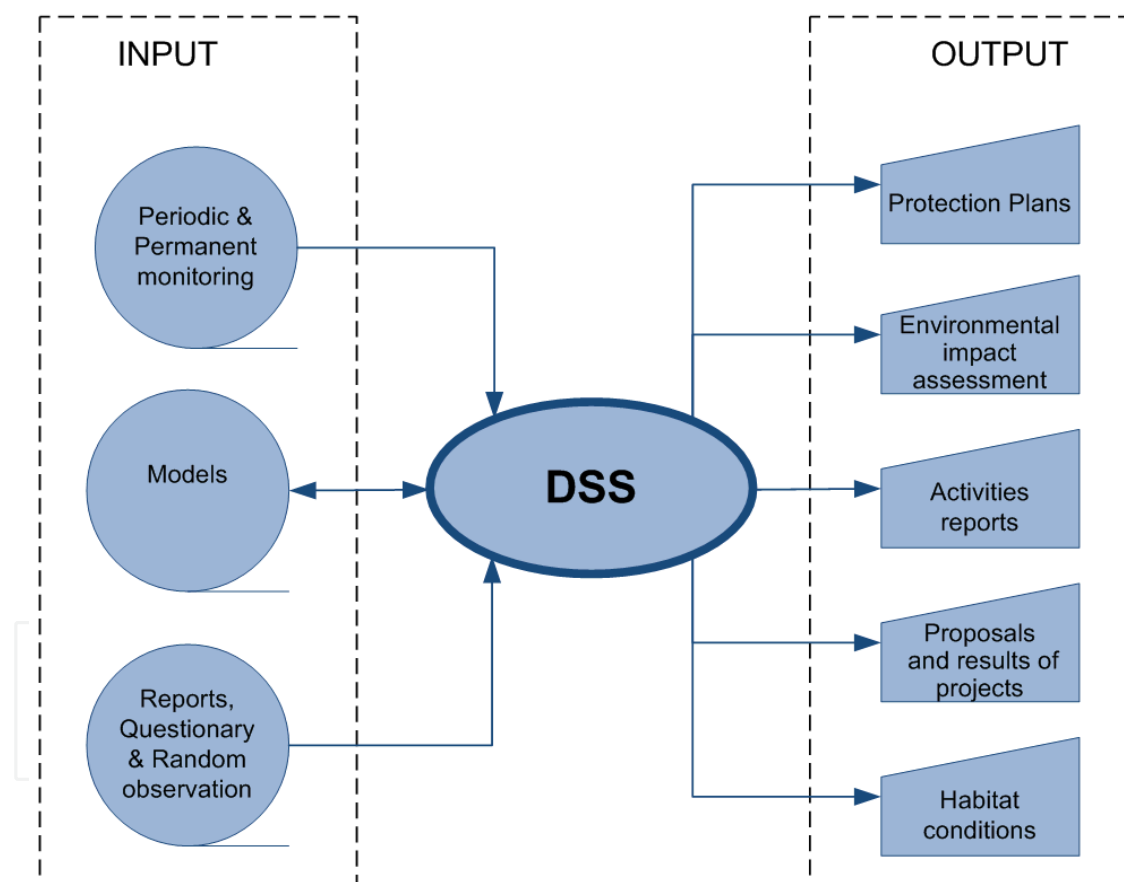 INPUT
Periodic &
Permanent
monitoring
Models
Reports,
Questionary
& Random
observation
DSS
OUTPUT
Protection Plans
Environmental
impact
assessment
Activities
reports
Proposals
and results of
projects
Habitat
conditions